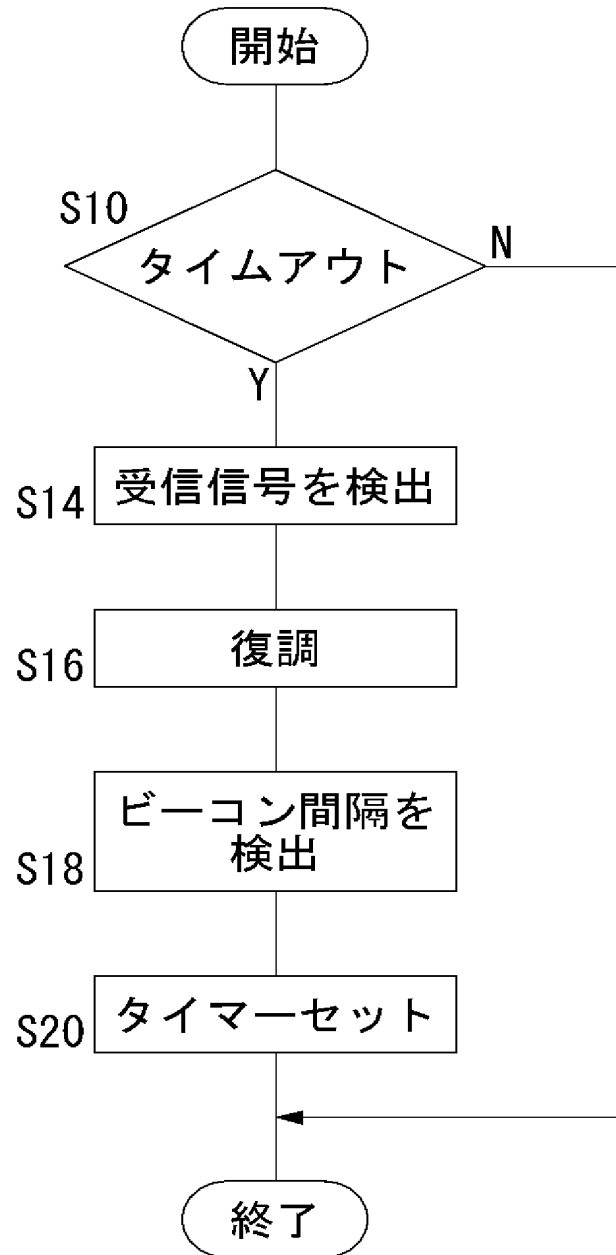 開始
S10
タイムアウト
N
Y
S14
受信信号を検出
S16
復調
S18
ビーコン間隔を
検出
S20
タイマーセット
終了